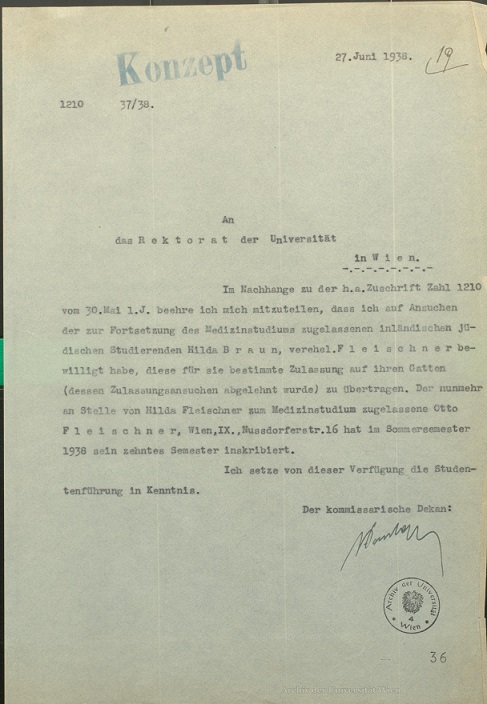 Konzept
27.Juni 1938.
19
1210 37/38.
An
das R e k t o r a t der Universität
in W i e n.
-.-.-.-.-.-.-.-
Im Nachhange zu der h.a.Zuschrift Zahl 1210
vom 30.Mai l.J. beehre ich mich mitzuteilen, dass ich auf Ansuchen
der zur Fortsetzung des Medizinstudiums zugelassenen inländischen jü-
dischen Studierenden Hilda B r a u n, verehel.F l e i s c h n e r be-
willigt habe, diese für sie bestimmte Zulassung auf ihren Gatten
(dessen Zulassungsansuchen abgelehnt wurde) zu übertragen. Der nunmehr
an Stelle von Hilda Fleischner zum Medizinstudium zugelassene Otto
F l e i s c h n e r, Wien,IX.,Nussdorferstr.16 hat im Sommersemester
1938 sein zehntes Semester inskribiert.
Ich setze von dieser Verfügung die Studen-
tenführung in Kenntnis.
Der kommissarische Dekan:
Archiv der Universität
4
Wien
36
Archiv der Universität Wien